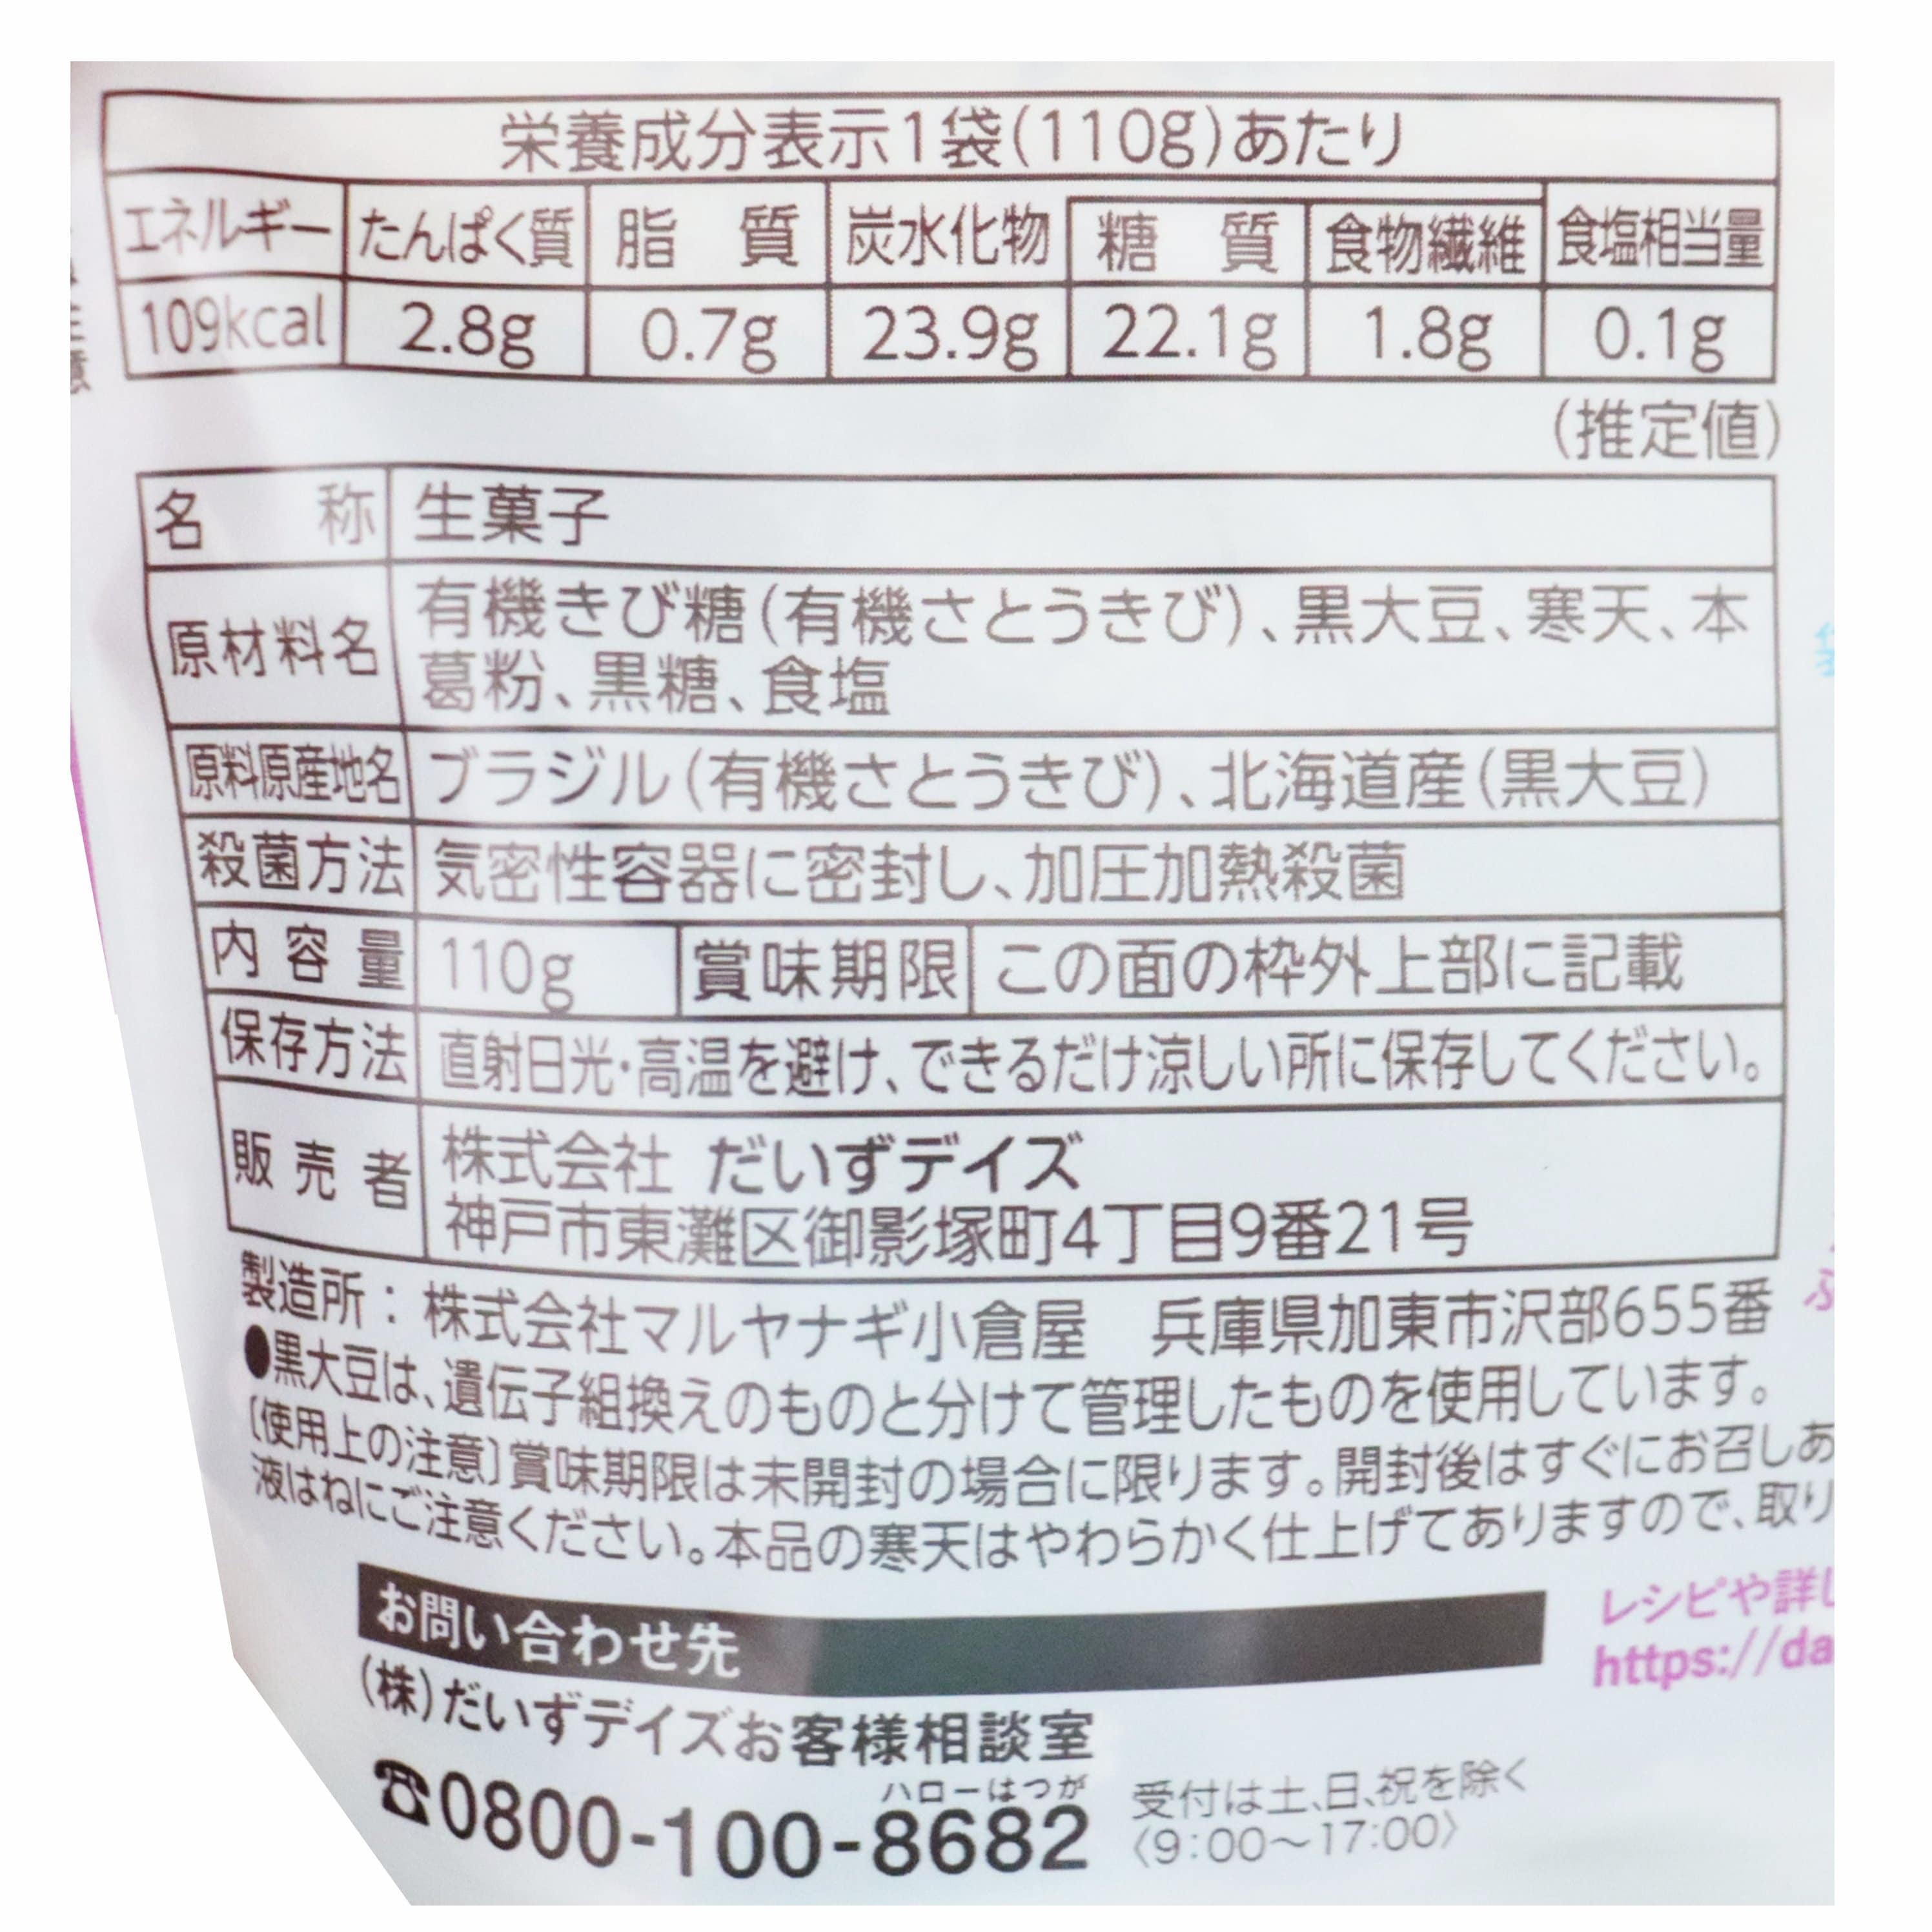 栄養成分表示1袋(110g)あたり
エネルギー たんぱく質 脂 質 炭水化物 糖 質 食物繊維 食塩相当量
109kcal 2.8g 0.7g 23.9g 22.1g 1.8g 0.1g
(推定値)
名 称 生菓子
原材料名 有機きび糖(有機さとうきび)、黒大豆、寒天、本
葛粉、黒糖、食塩
原料原産地名 ブラジル(有機さとうきび)、北海道産(黒大豆)
殺菌方法 気密性容器に密封し、加圧加熱殺菌
内容量 110g 賞味期限 この面の枠外上部に記載
保存方法 直射日光・高温を避け、できるだけ涼しい所に保存してください。
販売者 株式会社 だいずデイズ
神戸市東灘区御影塚町4丁目9番21号
製造所:株式会社マルヤナギ小倉屋 兵庫県加東市沢部655番
●黒大豆は、遺伝子組換えのものと分けて管理したものを使用しています。
〔使用上の注意〕賞味期限は未開封の場合に限ります。開封後はすぐにお召しあ
液はねにご注意ください。本品の寒天はやわらかく仕上げてありますので、取り
お問い合わせ先
(株)だいずデイズお客様相談室
ハローはつが
☎0800-100-8682
受付は土、日、祝を除く
〈9:00〜17:00〉
レシピや詳し
https://da